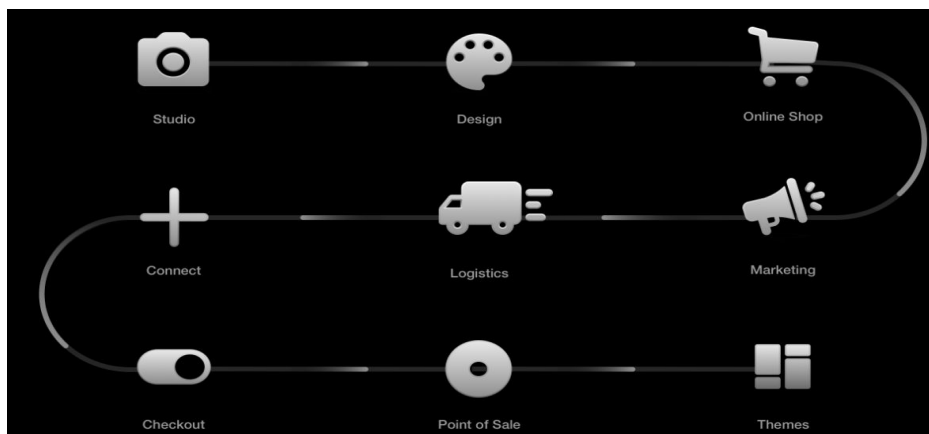 Studio
Design
Online Shop
Connect
Logistics
Marketing
Checkout
Point of Sale
Themes